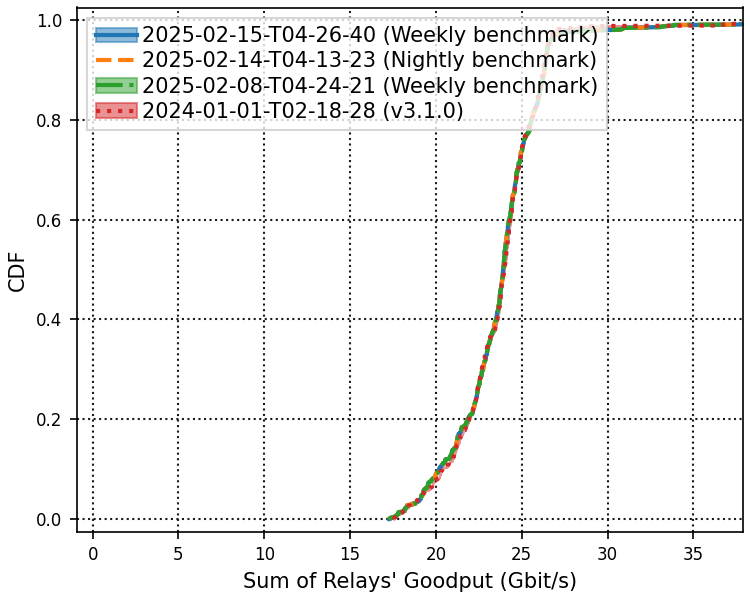 2025-02-15-T04-26-40 (Weekly benchmark)
2025-02-14-T04-13-23 (Nightly benchmark)
2025-02-08-T04-24-21 (Weekly benchmark)
2024-01-01-T02-18-28 (v3.1.0)
1.0
0.8
0.6
0.4
0.2
0.0
CDF
0 5 10 15 20 25 30 35
Sum of Relays' Goodput (Gbit/s)